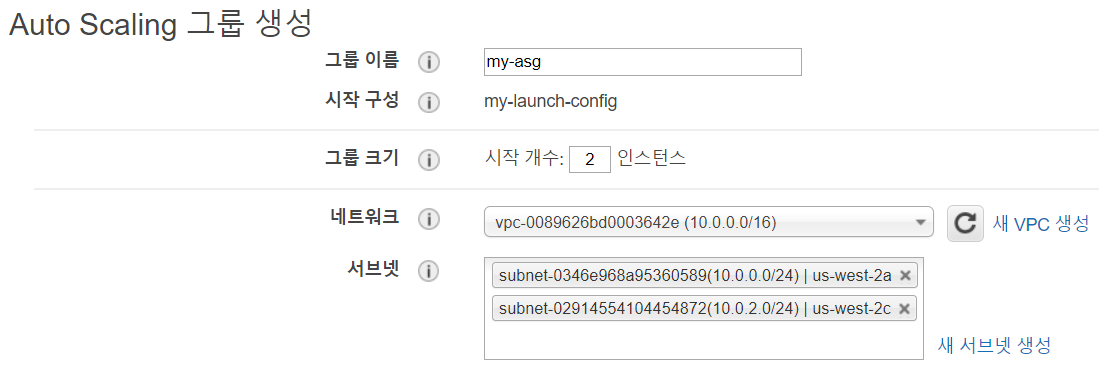 Auto Scaling 그룹 생성
그룹 이름 i my-asg
시작 구성 i my-launch-config
그룹 크기 i 시작 개수: 2 인스턴스
네트워크 i vpc-0089626bd0003642e (10.0.0.0/16) 새 VPC 생성
서브넷 i subnet-0346e968a95360589(10.0.0.0/24) | us-west-2a ×
subnet-02914554104454872(10.0.2.0/24) | us-west-2c ×
새 서브넷 생성